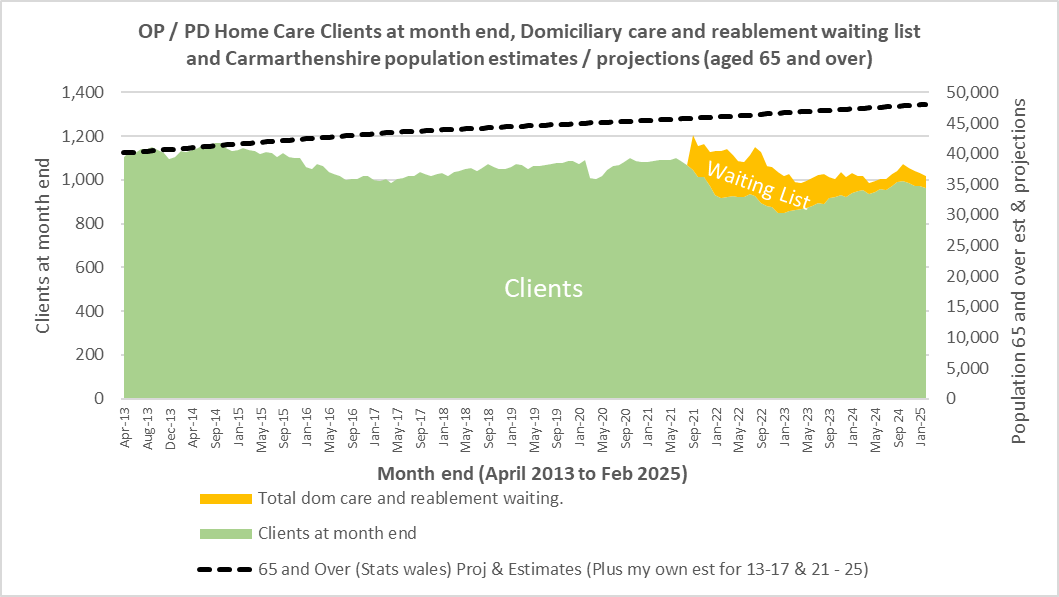 OP / PD Home Care Clients at month end, Domiciliary care and reablement waiting list
and Carmarthenshire population estimates / projections (aged 65 and over)
1,400
1,200
1,000
800
600
400
200
0
Clients at month end
50,000
45,000
40,000
35,000
30,000
25,000
20,000
15,000
10,000
5,000
0
Population 65 and over est & projections
Waiting List
Clients
Apr-13
Aug-13
Dec-13
Apr-14
Sep-14
Jan-15
May-15
Sep-15
Jan-16
May-16
Sep-16
Jan-17
May-17
Sep-17
Jan-18
May-18
Sep-18
Jan-19
May-19
Sep-19
Jan-20
May-20
Sep-20
Jan-21
May-21
Sep-21
Jan-22
May-22
Sep-22
Jan-23
May-23
Sep-23
Jan-24
May-24
Sep 24
Jan-25
Month end (April 2013 to Feb 2025)
Total dom care and reablement waiting.
Clients at month end
65 and Over (Stats wales) Proj & Estimates (Plus my own est for 13-17 & 21 - 25)